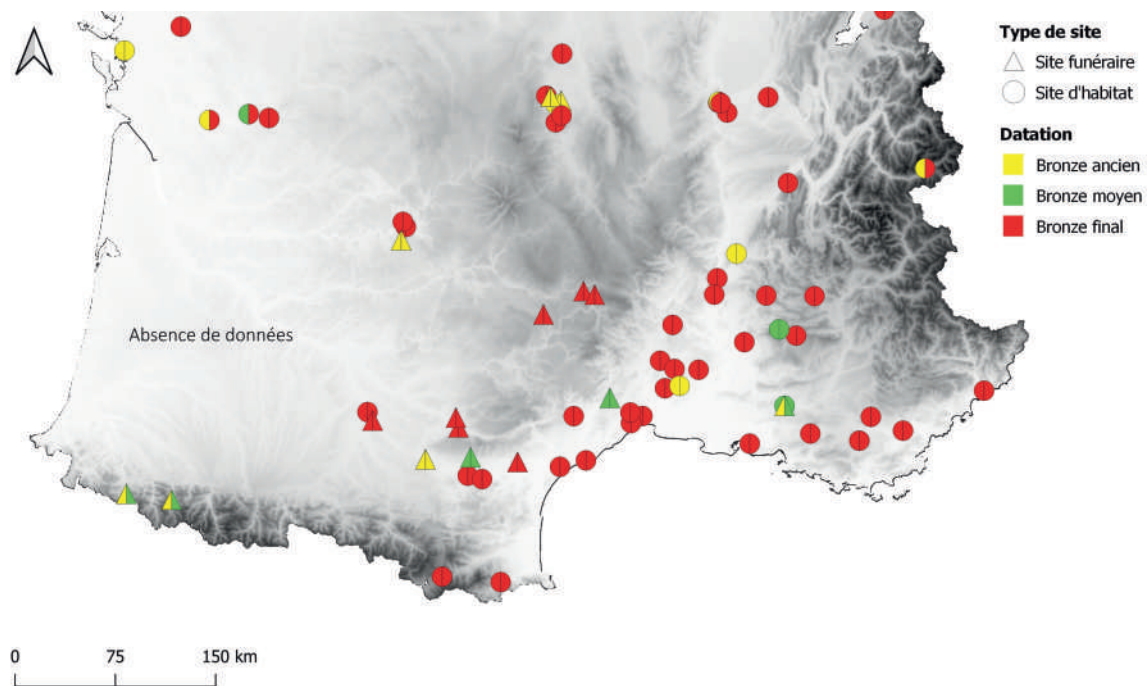 Type de site
Site funéraire
Site d'habitat
Datation
Bronze ancien
Bronze moyen
Bronze final
Absence de données
0 75 150 km